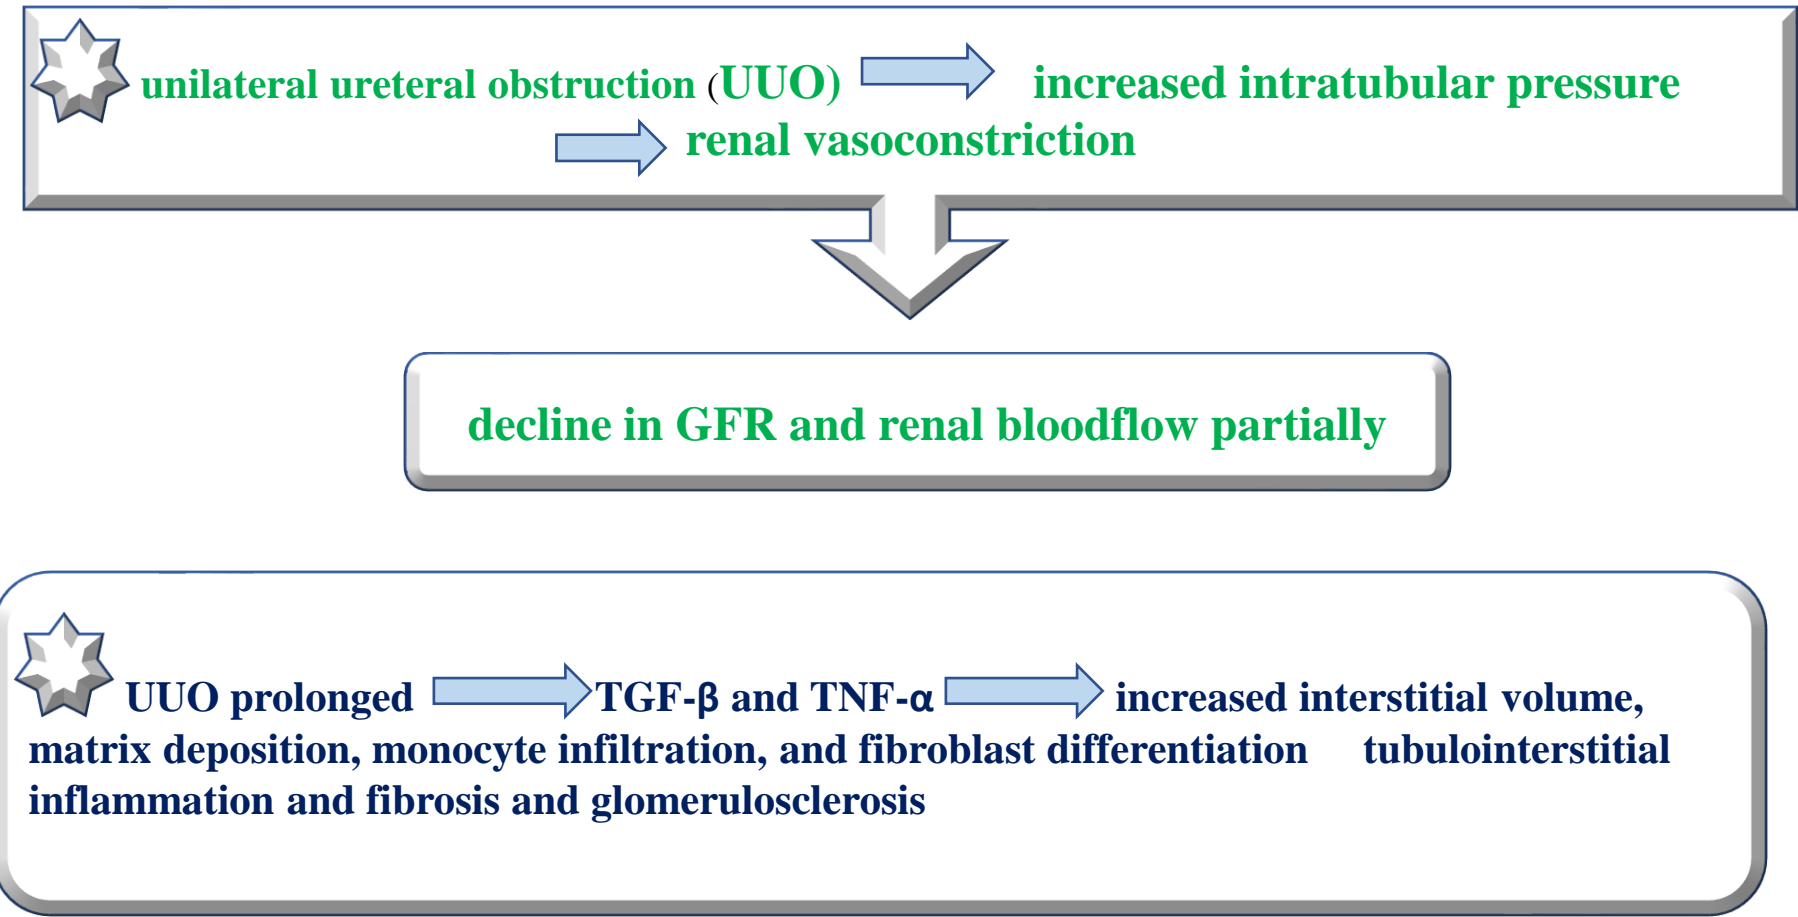 unilateral ureteral obstruction (UUO) increased intratubular pressure
renal vasoconstriction
decline in GFR and renal bloodflow partially
UUO prolonged TGF-β and TNF-α increased interstitial volume,
matrix deposition, monocyte infiltration, and fibroblast differentiation tubulointerstitial
inflammation and fibrosis and glomerulosclerosis